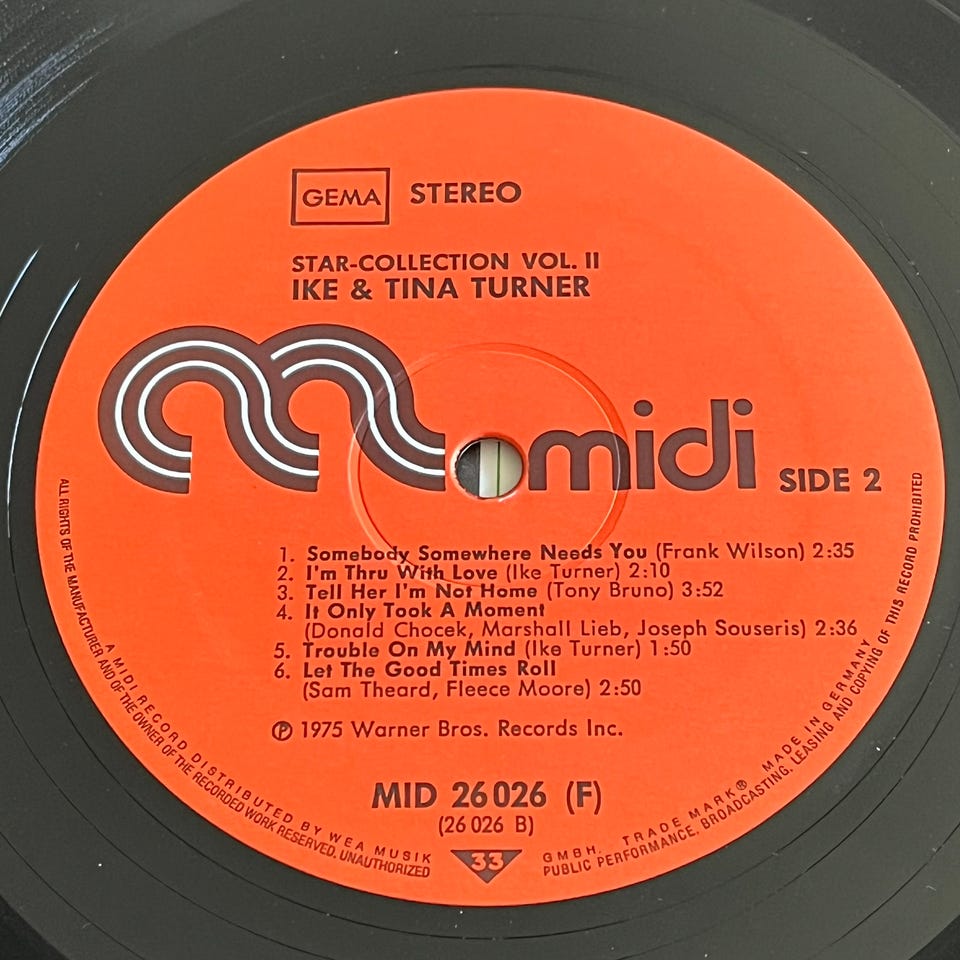 GEMA STEREO
STAR-COLLECTION VOL. II
IKE & TINA TURNER
midi SIDE 2
1. Somebody Somewhere Needs You (Frank Wilson) 2:35
2. I'm Thru With Love (Ike Turner) 2:10
3. Tell Her I'm Not Home (Tony Bruno) 3:52
4. It Only Took A Moment
(Donald Chocek, Marshall Lieb, Joseph Souseris) 2:36
5. Trouble On My Mind (Ike Turner) 1:50
6. Let The Good Times Roll
(Sam Theard, Fleece Moore) 2:50
℗ 1975 Warner Bros. Records Inc.
MID 26 026 (F)
(26 026 B)
33
A MIDI RECORD DISTRIBUTED BY WEA MUSIK GMBH. TRADE MARK® MADE IN GERMANY
ALL RIGHTS OF THE MANUFACTURER AND OF THE OWNER OF THE RECORDED WORK RESERVED. UNAUTHORIZED PUBLIC PERFORMANCE, BROADCASTING, LEASING AND COPYING OF THIS RECORD PROHIBITED